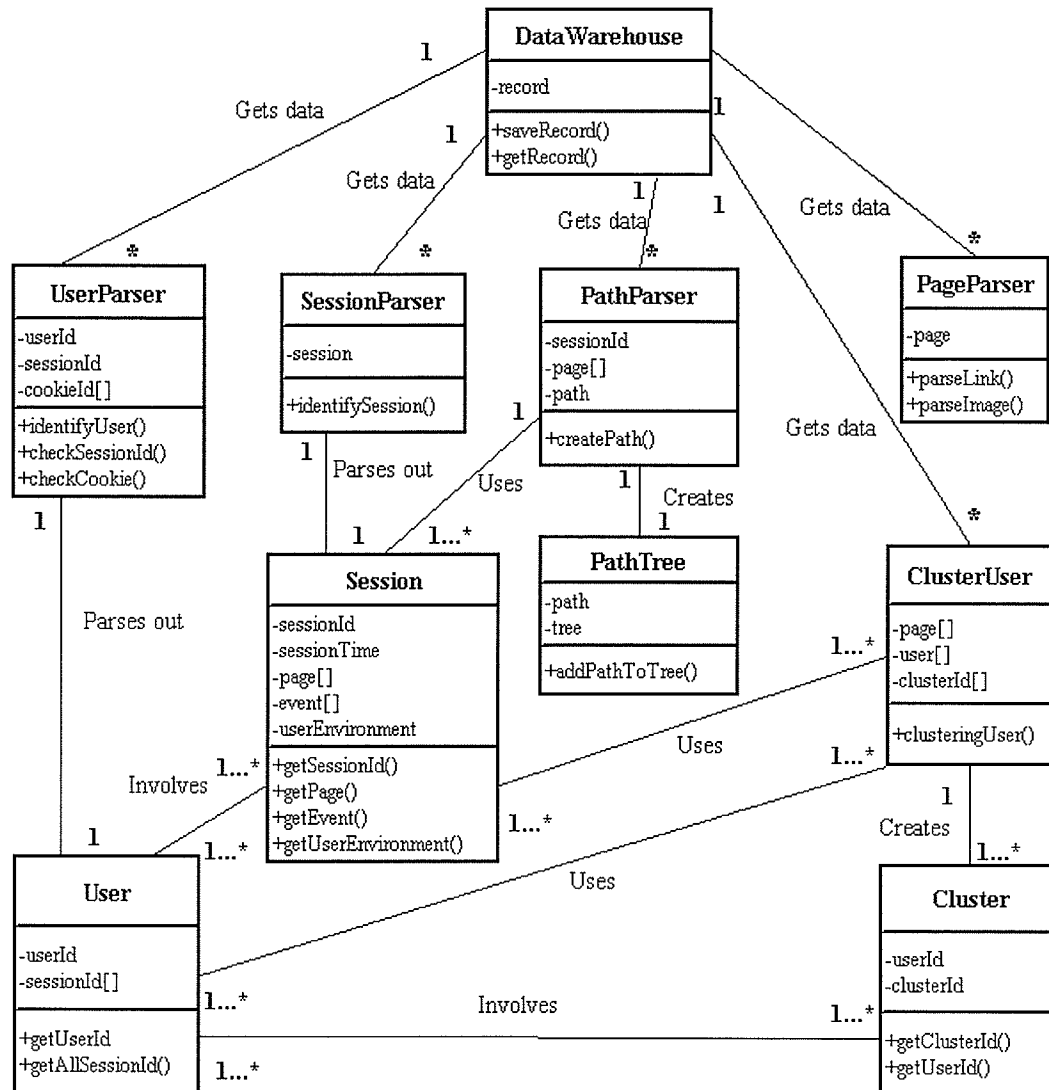 DataWarehouse
-record
+saveRecord()
+getRecord()
1
Gets data
*
1
Gets data
*
1
Gets data
*
1
Gets data
*
1
Gets data
*
UserParser
-userId
-sessionId
-cookieId[]
+identifyUser()
+checkSessionId()
+checkCookie()
SessionParser
-session
+identifySession()
PathParser
-sessionId
-page[]
-path
+createPath()
PageParser
-page
+parseLink()
+parseImage()
1
Parses out
1
1
Parses out
1
1
Uses
1...*
1
Creates
1
Session
-sessionId
-sessionTime
-page[]
-event[]
-userEnvironment
+getSessionId()
+getPage()
+getEvent()
+getUserEnvironment()
PathTree
-path
-tree
+addPathToTree()
ClusterUser
-page[]
-user[]
-clusterId[]
+clusteringUser()
1...*
Uses
1...*
1...*
Involves
1...*
1...*
Uses
1...*
1
Creates
1...*
User
-userId
-sessionId[]
+getUserId
+getAllSessionId()
Cluster
-userId
-clusterId
+getClusterId()
+getUserId()
Involves
1...*
1...*